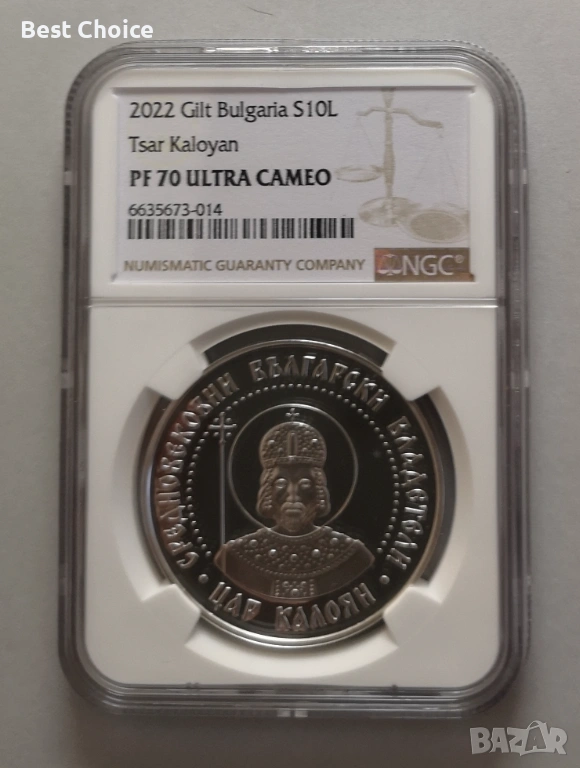 Best Choice
2022 Gilt Bulgaria S10L
Tsar Kaloyan
PF 70 ULTRA CAMEO
6635673-014
NUMISMATIC GUARANTY COMPANY
NGC®
СРЕДНОВЕКОВНИ БЪЛГАРСКИ ВЛАДЕТЕЛИ
• ЦАР КАЛОЯН •
BAZAR